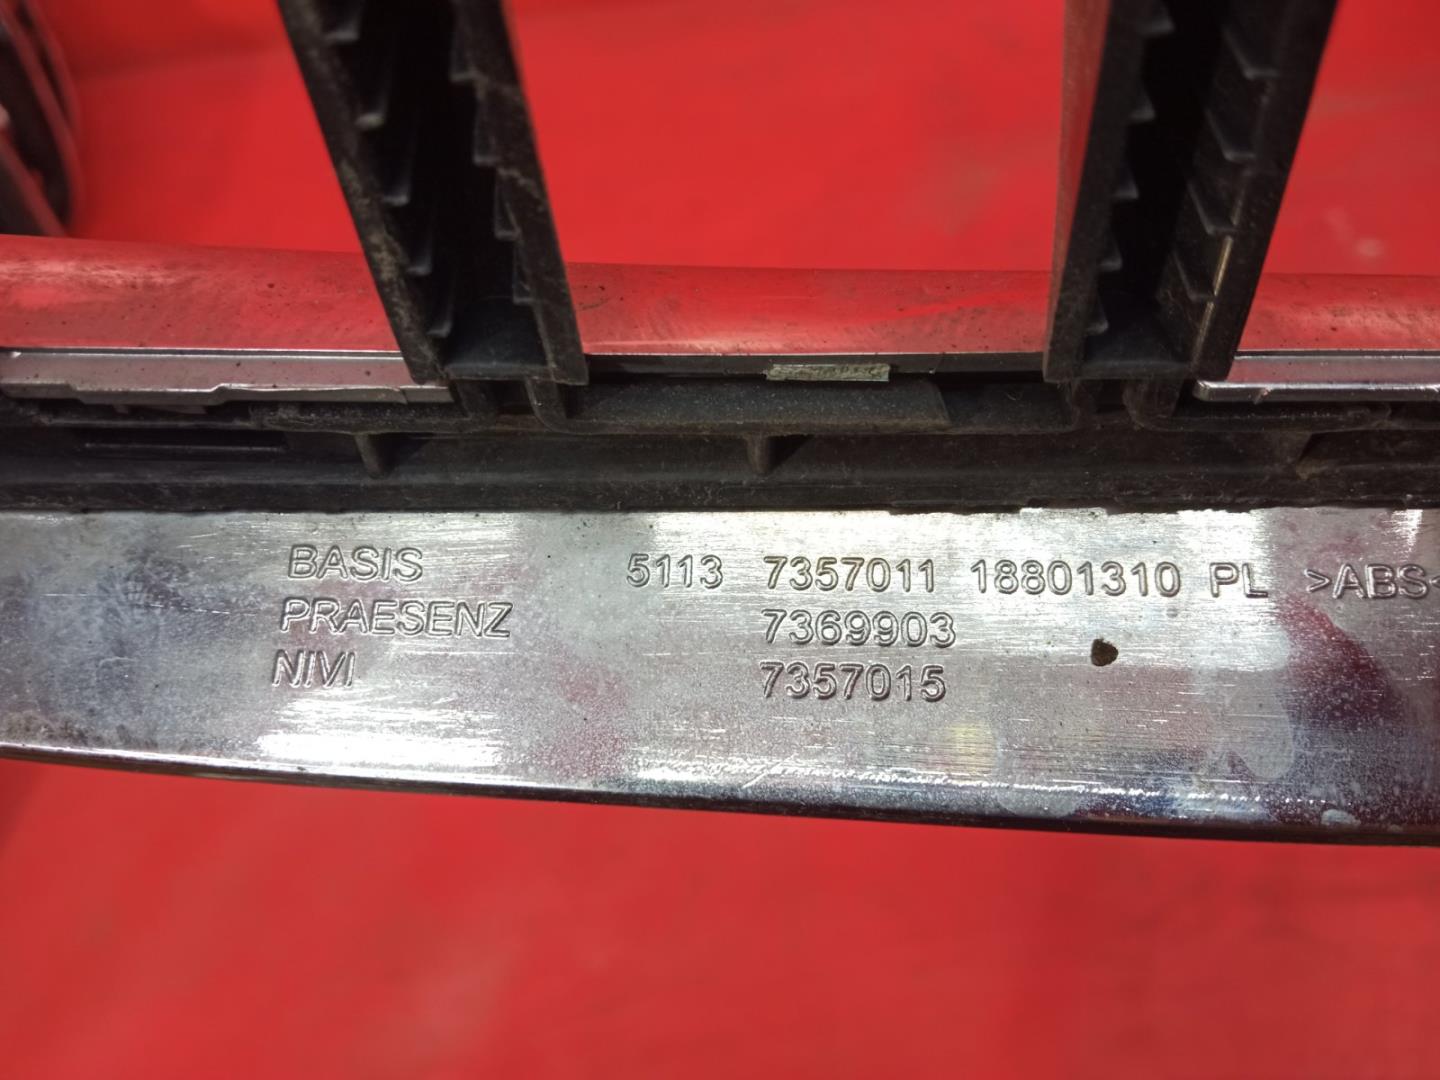 BASIS 5113 7357011 18801310 PL >ABS<
PRAESENZ 7369903
NIVI 7357015